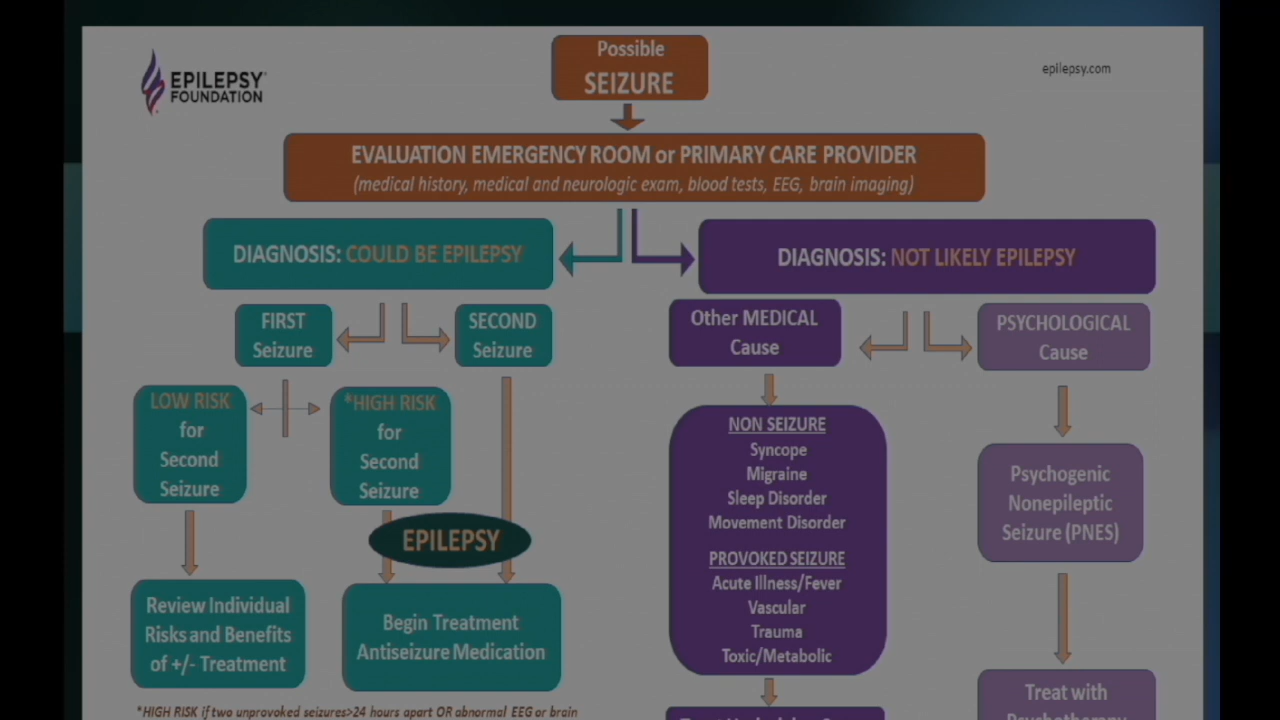 Possible
SEIZURE
EPILEPSY
FOUNDATION
epilepsy.com
EVALUATION EMERGENCY ROOM or PRIMARY CARE PROVIDER
(medical history, medical and neurologic exam, blood tests, EEG, brain imaging)
DIAGNOSIS: COULD BE EPILEPSY
DIAGNOSIS: NOT LIKELY EPILEPSY
FIRST
Seizure
SECOND
Seizure
Other MEDICAL
Cause
PSYCHOLOGICAL
Cause
LOW RISK
for
Second
Seizure
*HIGH RISK
for
Second
Seizure
NON SEIZURE
Syncope
Migraine
Sleep Disorder
Movement Disorder
PROVOKED SEIZURE
Acute Illness/Fever
Vascular
Trauma
Toxic/Metabolic
Psychogenic
Nonepileptic
Seizure (PNES)
EPILEPSY
Review Individual
Risks and Benefits
of +/- Treatment
Begin Treatment
Antiseizure Medication
Treat with
Psychotherapy
*HIGH RISK if two unprovoked seizures>24 hours apart OR abnormal EEG or brain